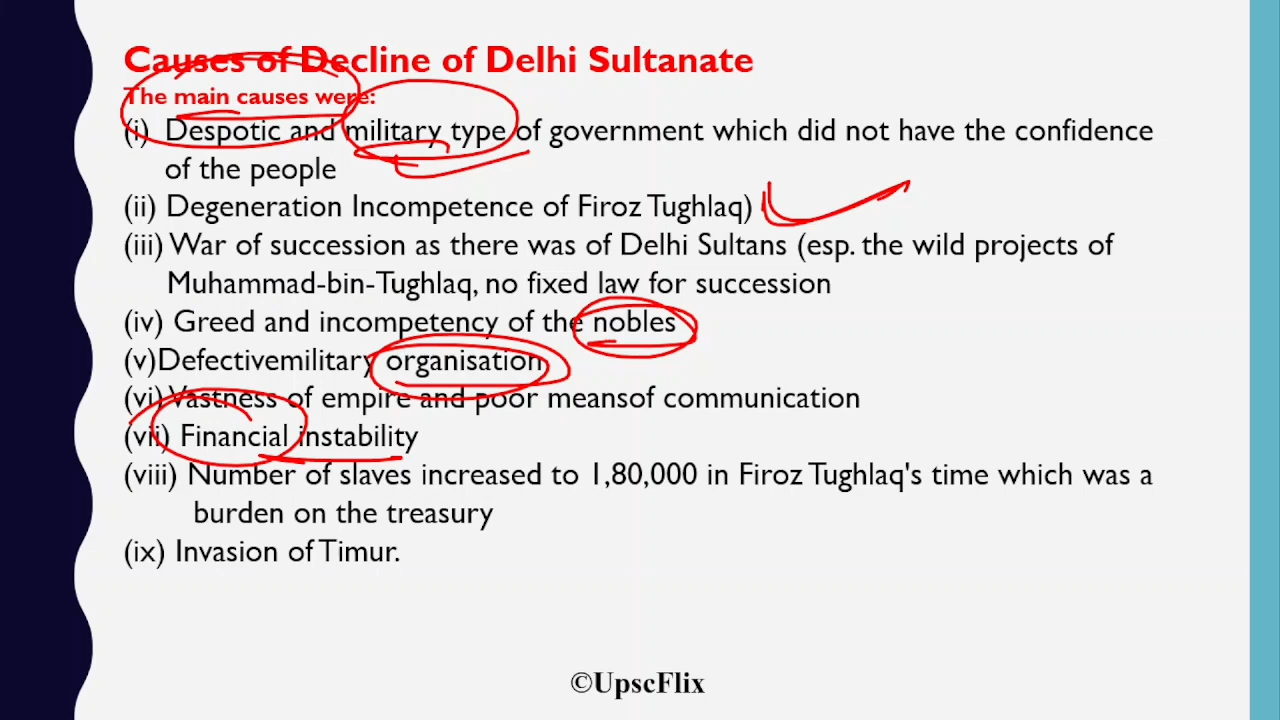 Causes of Decline of Delhi Sultanate
The main causes were:
(i) Despotic and military type of government which did not have the confidence
of the people
(ii) Degeneration Incompetence of Firoz Tughlaq)
(iii) War of succession as there was of Delhi Sultans (esp. the wild projects of
Muhammad-bin-Tughlaq, no fixed law for succession
(iv) Greed and incompetency of the nobles
(v)Defectivemilitary organisation
(vi) Vastness of empire and poor meansof communication
(vii) Financial instability
(viii) Number of slaves increased to 1,80,000 in Firoz Tughlaq's time which was a
burden on the treasury
(ix) Invasion of Timur.
©UpscFlix